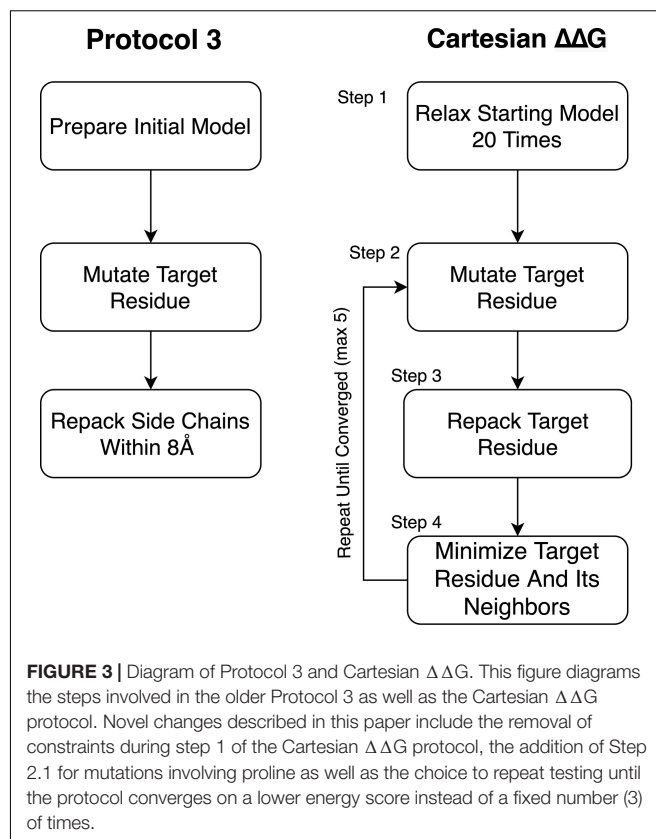 Protocol 3
Prepare Initial Model
Mutate Target
Residue
Repack Side Chains
Within 8Å
Cartesian ΔΔG
Step 1
Relax Starting Model
20 Times
Step 2
Mutate Target
Residue
Repeat Until Converged (max 5)
Step 3
Repack Target
Residue
Step 4
Minimize Target
Residue And Its
Neighbors
FIGURE 3 | Diagram of Protocol 3 and Cartesian ΔΔG. This figure diagrams
the steps involved in the older Protocol 3 as well as the Cartesian ΔΔG
protocol. Novel changes described in this paper include the removal of
constraints during step 1 of the Cartesian ΔΔG protocol, the addition of Step
2.1 for mutations involving proline as well as the choice to repeat testing until
the protocol converges on a lower energy score instead of a fixed number (3)
of times.